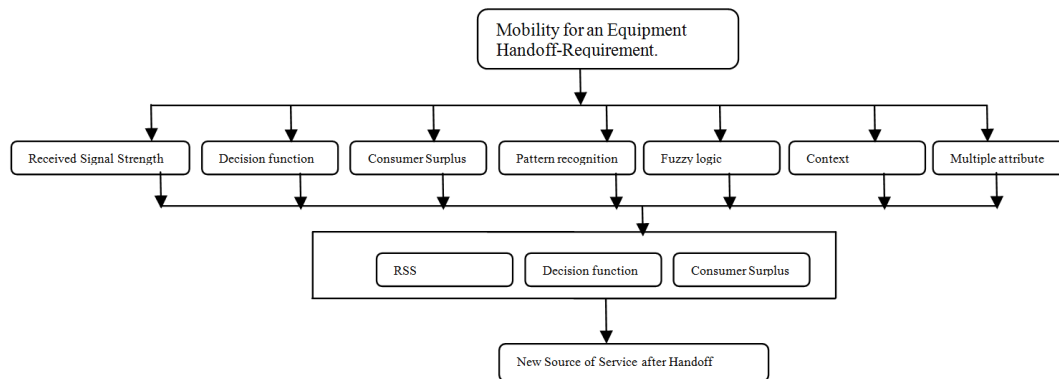 Mobility for an Equipment
Handoff-Requirement.
Received Signal Strength
Decision function
Consumer Surplus
Pattern recognition
Fuzzy logic
Context
Multiple attribute
RSS
Decision function
Consumer Surplus
New Source of Service after Handoff